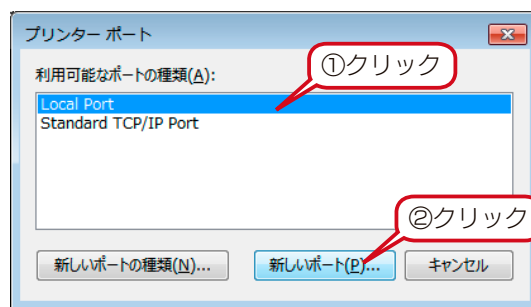 プリンター ポート
利用可能なポートの種類(A):
①クリック
Local Port
Standard TCP/IP Port
②クリック
新しいポートの種類(N)...
新しいポート(P)...
キャンセル